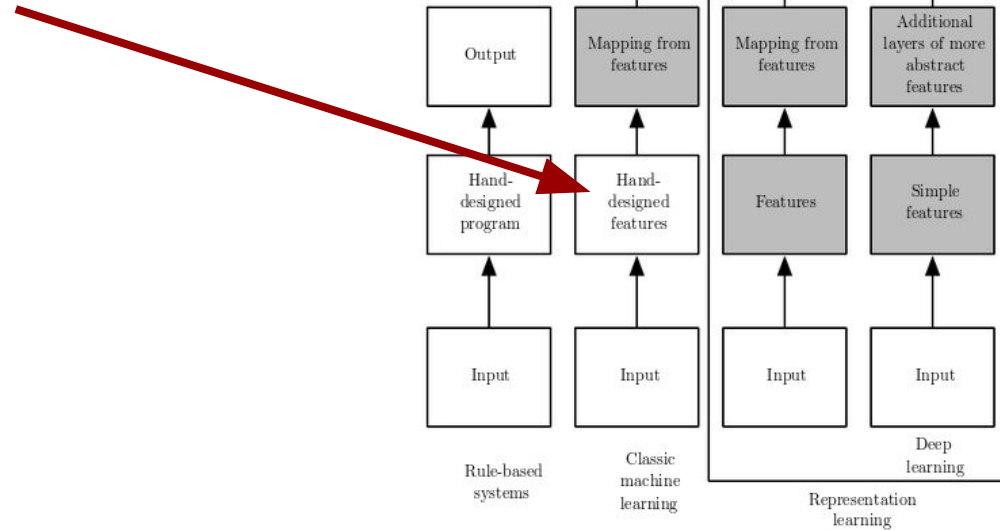 Output
Mapping from
features
Mapping from
features
Additional
layers of more
abstract
features
Hand-
designed
program
Hand-
designed
features
Features
Simple
features
Input
Input
Input
Input
Rule-based
systems
Classic
machine
learning
Deep
learning
Representation
learning